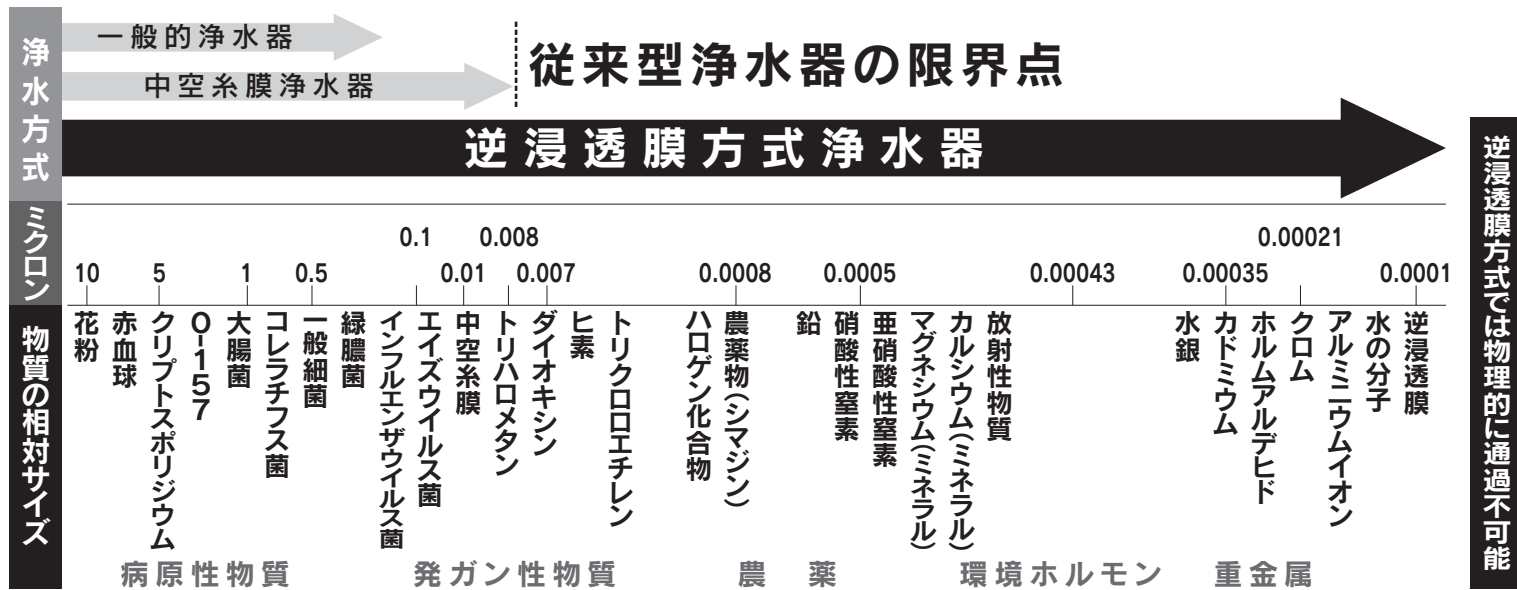 浄水方式
一般的浄水器
中空糸膜浄水器
従来型浄水器の限界点
逆浸透膜方式浄水器
逆浸透膜方式では物理的に通過不可能
ミクロン
0.1
0.008
0.00021
10
5
1
0.5
0.01
0.007
0.0008
0.0005
0.00043
0.00035
0.0001
物質の相対サイズ
花粉
赤血球
クリプトスポリジウム
O-157
大腸菌
コレラチフス菌
一般細菌
緑膿菌
インフルエンザウイルス菌
エイズウイルス菌
中空糸膜
トリハロメタン
ダイオキシン
ヒ素
トリクロロエチレン
ハロゲン化合物
農薬物(シマジン)
鉛
硝酸性窒素
亜硝酸性窒素
マグネシウム(ミネラル)
カルシウム(ミネラル)
放射性物質
水銀
カドミウム
ホルムアルデヒド
クロム
アルミニウムイオン
水の分子
逆浸透膜
病原性物質
発ガン性物質
農薬
環境ホルモン
重金属